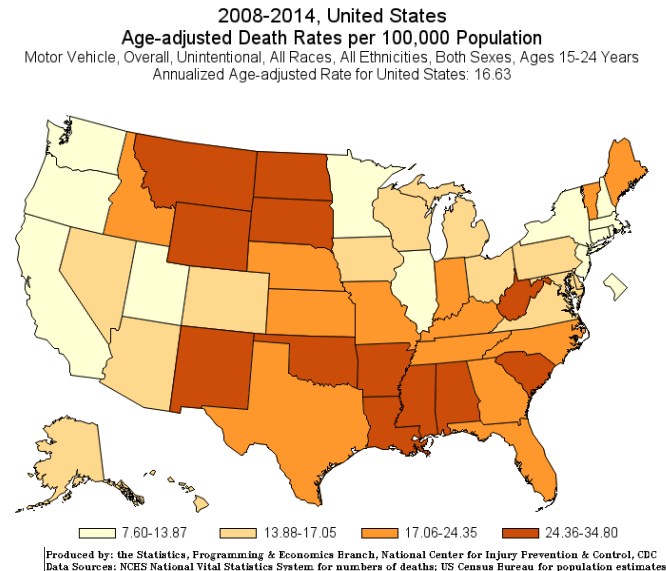 2008-2014, United States
Age-adjusted Death Rates per 100,000 Population
Motor Vehicle, Overall, Unintentional, All Races, All Ethnicities, Both Sexes, Ages 15-24 Years
Annualized Age-adjusted Rate for United States: 16.63
7.60-13.87 13.88-17.05 17.06-24.35 24.36-34.80
Produced by: the Statistics, Programming & Economics Branch, National Center for Injury Prevention & Control, CDC
Data Sources: NCHS National Vital Statistics System for numbers of deaths; US Census Bureau for population estimates